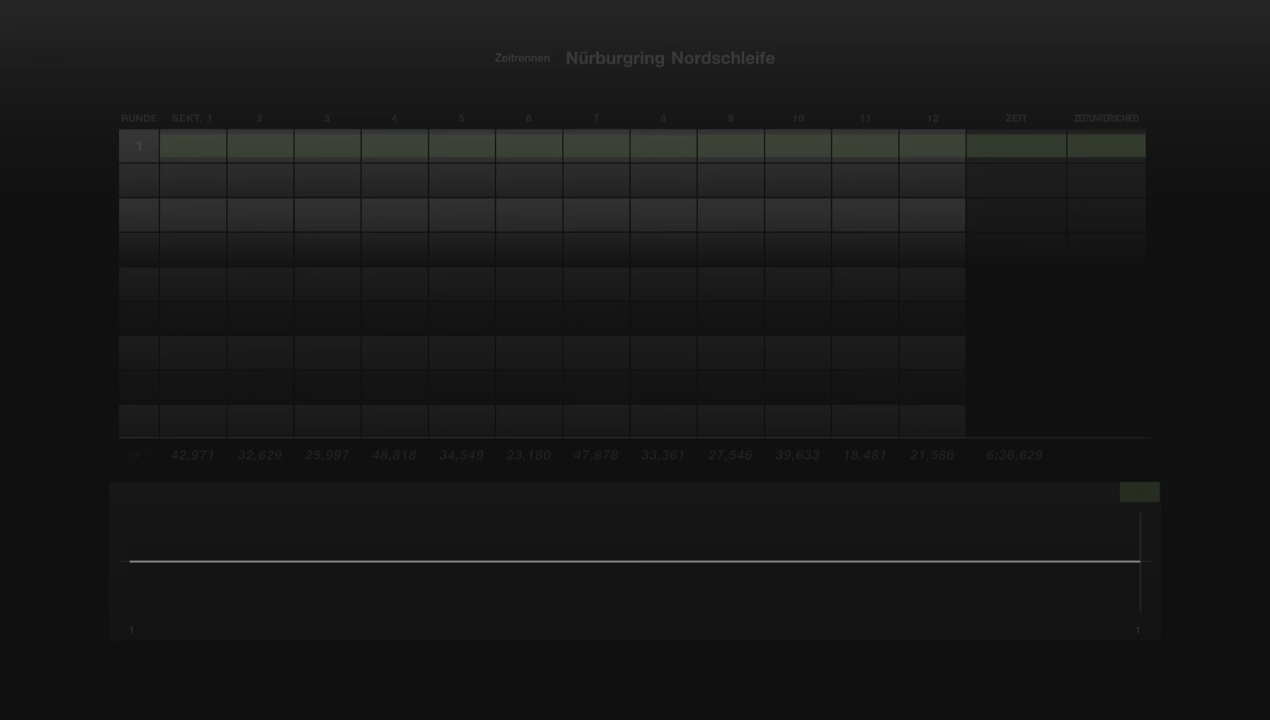 Zeitrennen Nürburgring Nordschleife
RUNDE SEKT. 1 2 3 4 5 6 7 8 9 10 11 12 ZEIT ZEITUNTERSCHIED
1
OPT. 42,971 32,629 25,997 48,818 34,549 23,180 47,878 33,361 27,546 39,633 18,481 21,586 6:36,629
1 1